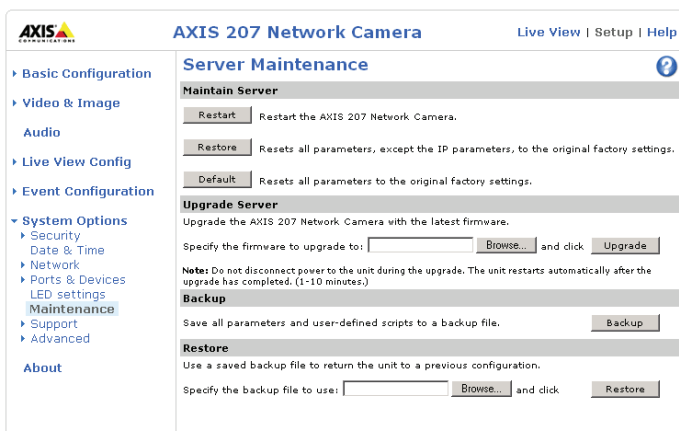 AXIS
COMMUNICATIONS
AXIS 207 Network Camera
Live View | Setup | Help
Basic Configuration
Video & Image
Audio
Live View Config
Event Configuration
System Options
Security
Date & Time
Network
Ports & Devices
LED settings
Maintenance
Support
Advanced
About
Server Maintenance
?
Maintain Server
Restart Restart the AXIS 207 Network Camera.
Restore Resets all parameters, except the IP parameters, to the original factory settings.
Default Resets all parameters to the original factory settings.
Upgrade Server
Upgrade the AXIS 207 Network Camera with the latest firmware.
Specify the firmware to upgrade to: Browse... and click Upgrade
Note: Do not disconnect power to the unit during the upgrade. The unit restarts automatically after the
upgrade has completed. (1-10 minutes.)
Backup
Save all parameters and user-defined scripts to a backup file. Backup
Restore
Use a saved backup file to return the unit to a previous configuration.
Specify the backup file to use: Browse... and click Restore